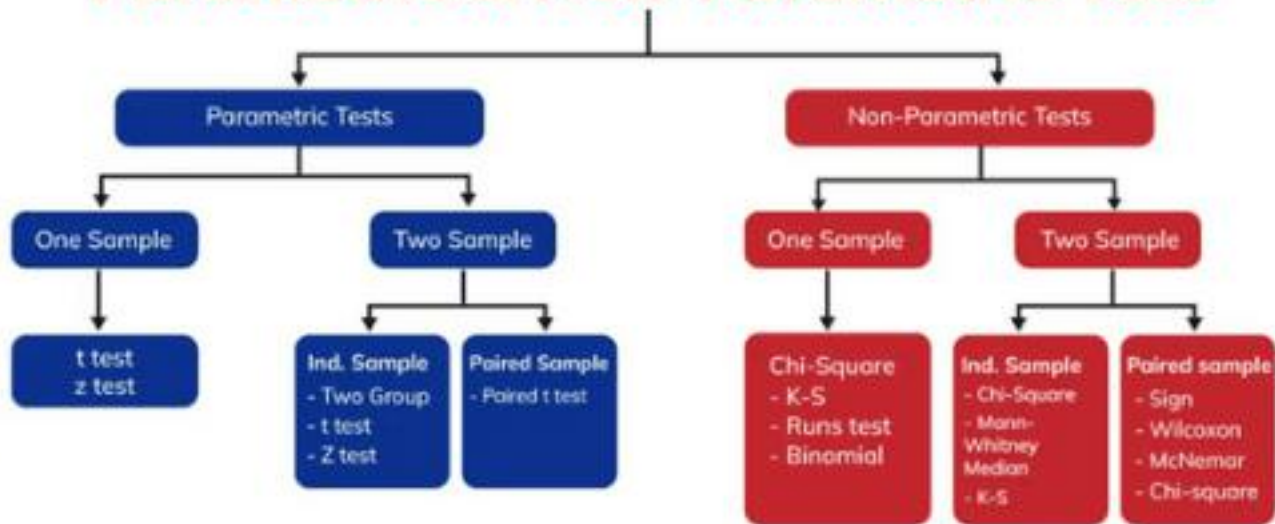 Parametric Tests
Non-Parametric Tests
One Sample
Two Sample
One Sample
Two Sample
t test
z test
Ind. Sample
- Two Group
- t test
- Z test
Paired Sample
- Paired t test
Chi-Square
- K-S
- Runs test
- Binomial
Ind. Sample
- Chi-Square
- Mann-
Whitney
Median
- K-S
Paired sample
- Sign
- Wilcoxon
- McNemar
- Chi-square